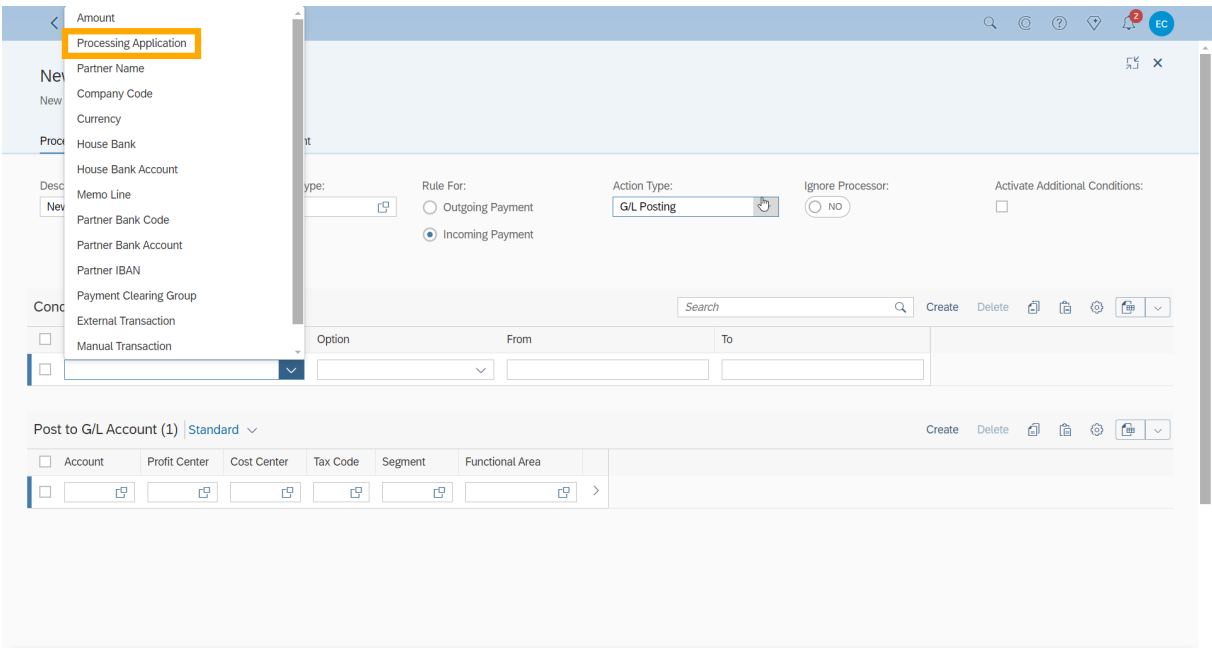 Amount
2
EC
Processing Application
Partner Name
New
Company Code
New
Currency
Proce
House Bank
nt
House Bank Account
Desc
ype:
Rule For:
Action Type:
Ignore Processor:
Activate Additional Conditions:
Memo Line
New
Outgoing Payment
G/L Posting
NO
Partner Bank Code
Incoming Payment
Partner Bank Account
Partner IBAN
Payment Clearing Group
Conc
Search
Create
Delete
External Transaction
Manual Transaction
Option
From
To
Post to G/L Account (1)
Standard
Create
Delete
Account
Profit Center
Cost Center
Tax Code
Segment
Functional Area